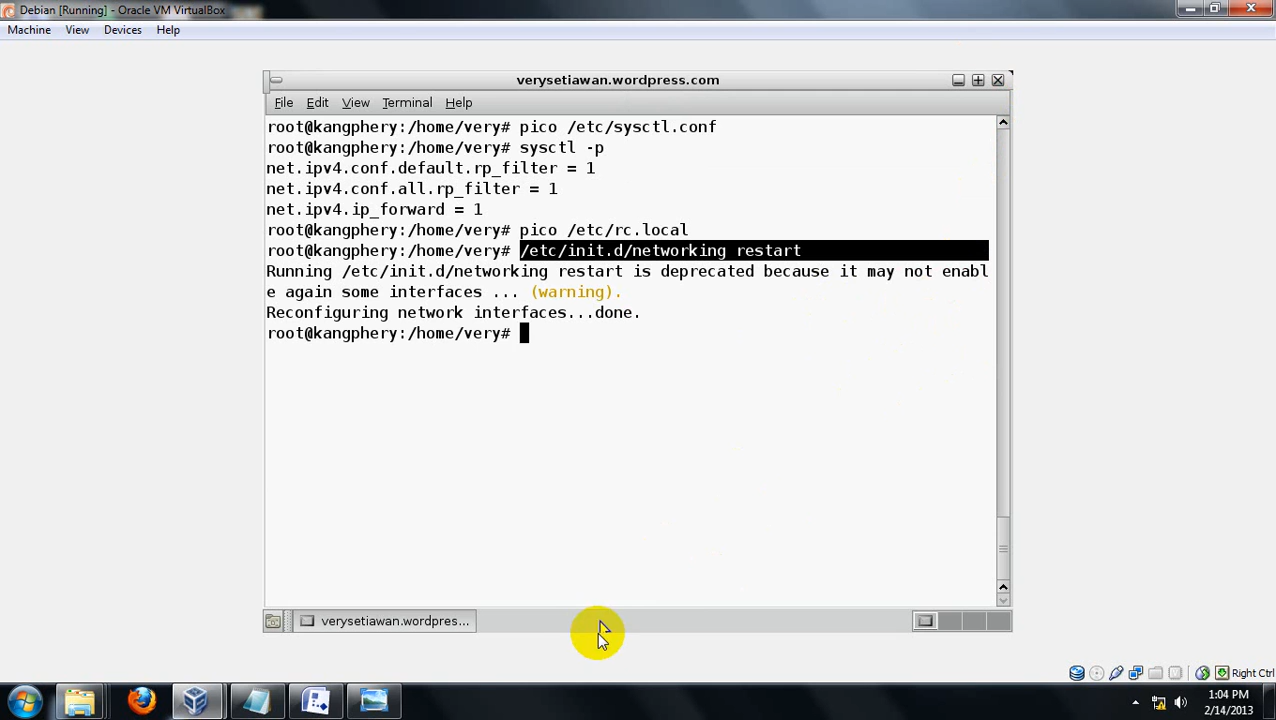 Debian [Running] - Oracle VM VirtualBox
Machine View Devices Help
verysetiawan.wordpress.com
File Edit View Terminal Help
root@kangphery:/home/very# pico /etc/sysctl.conf
root@kangphery:/home/very# sysctl -p
net.ipv4.conf.default.rp_filter = 1
net.ipv4.conf.all.rp_filter = 1
net.ipv4.ip_forward = 1
root@kangphery:/home/very# pico /etc/rc.local
root@kangphery:/home/very# /etc/init.d/networking restart
Running /etc/init.d/networking restart is deprecated because it may not enabl
e again some interfaces ... (warning).
Reconfiguring network interfaces...done.
root@kangphery:/home/very#
verysetiawan.wordpres...
Right Ctrl
1:04 PM
2/14/2013